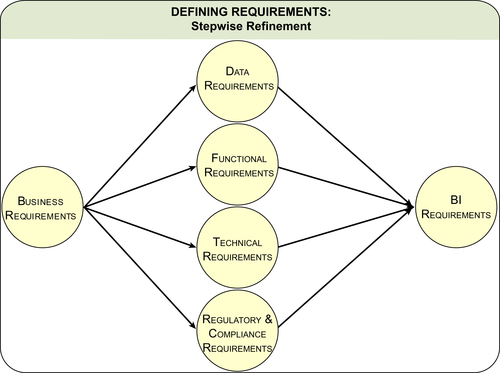 DEFINING REQUIREMENTS:
Stepwise Refinement
DATA
REQUIREMENTS
FUNCTIONAL
REQUIREMENTS
BUSINESS
REQUIREMENTS
BI
REQUIREMENTS
TECHNICAL
REQUIREMENTS
REGULATORY &
COMPLIANCE
REQUIREMENTS